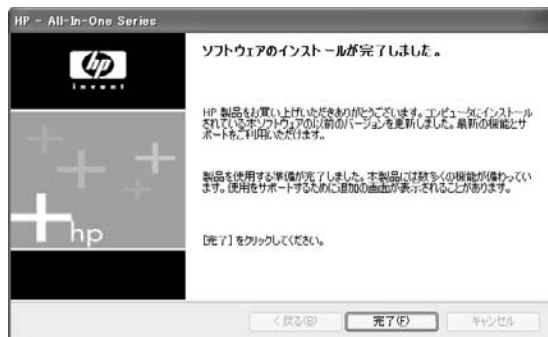 HP - All-In-One Series
hp
invent
ソフトウェアのインストールが完了しました。
HP 製品をお買い上げいただきありがとうございます。コンピュータにインストール
されている本ソフトウェアの以前のバージョンを更新しました。最新の機能とサ
ポートをご利用いただけます。
製品を使用する準備が完了しました。本製品には数多くの機能が備わってい
ます。使用をサポートするために追加の画面が表示されることがあります。
[完了] をクリックしてください。
hp
< 戻る(B)
完了(F)
キャンセル